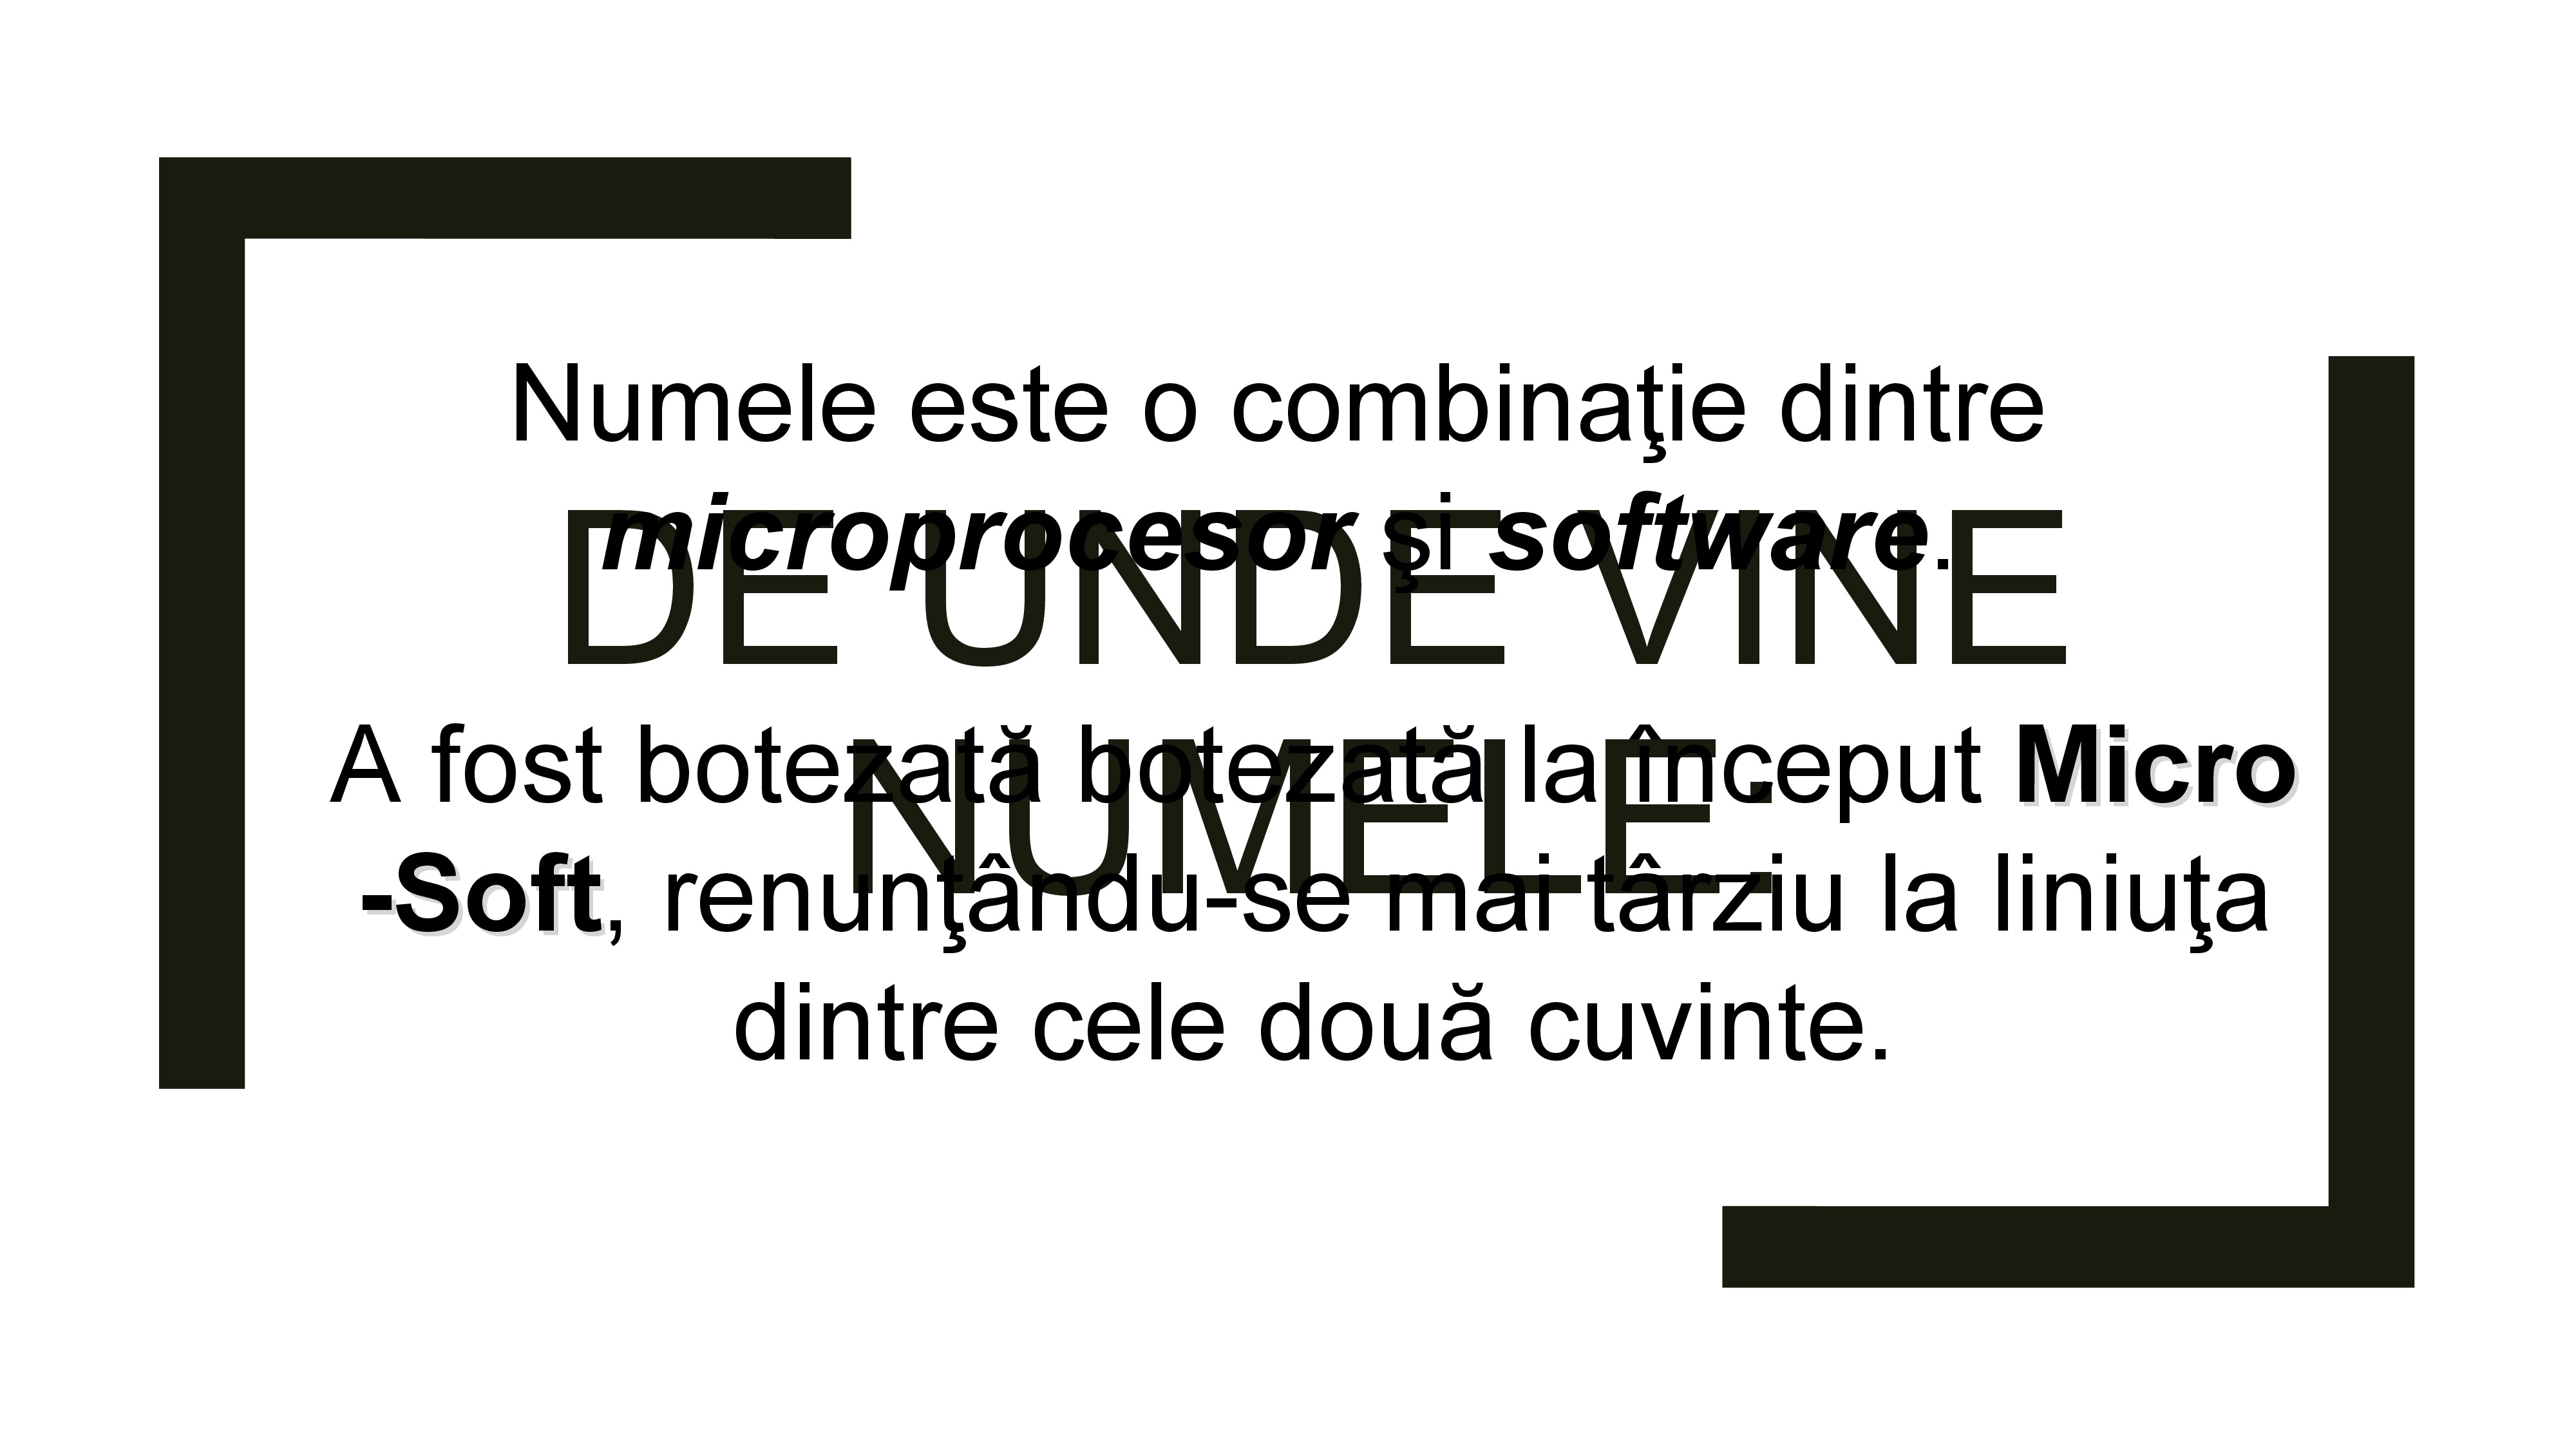 Numele este o combinaţie dintre
microprocesor şi software.
DE UNDE VINE
NUMELE:
A fost botezată botezată la început Micro
-Soft, renunţându-se mai târziu la liniuţa
dintre cele două cuvinte.